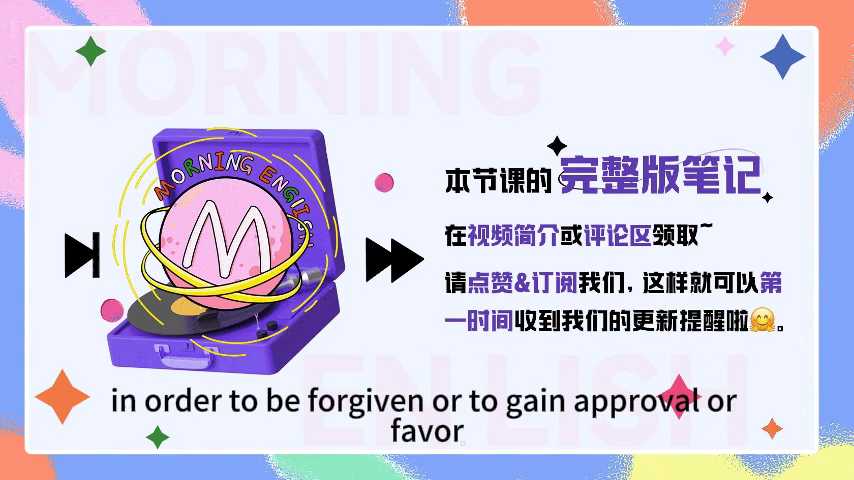 MORNING
MORNING ENGlISH
M
本节课的 完整版笔记
在视频简介或评论区领取~
请点赞&订阅我们，这样就可以第
一时间收到我们的更新提醒啦🤗。
EN LISH
in order to be forgiven or to gain approval or
favor